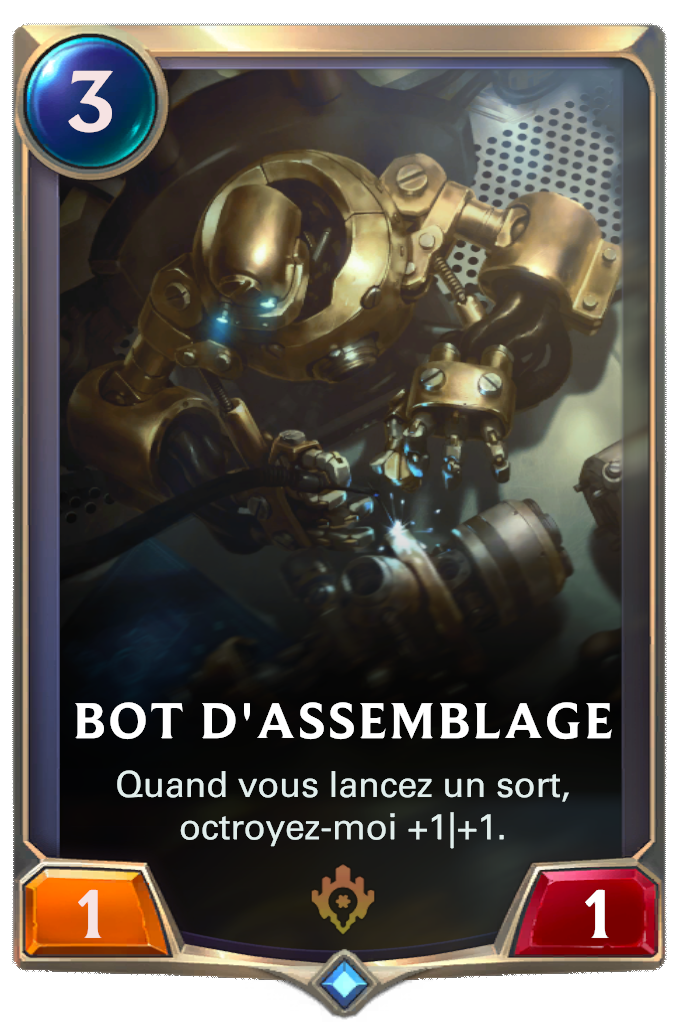 3
BOT D'ASSEMBLAGE
Quand vous lancez un sort,
octroyez-moi +1|+1.
1
1